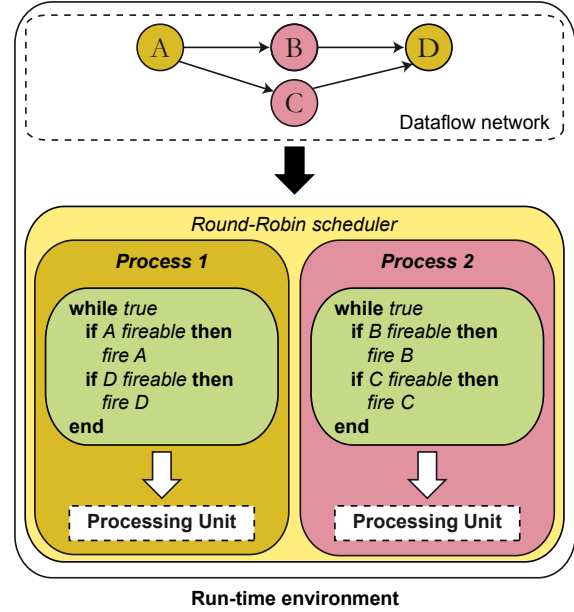 A
B
D
C
Dataflow network
Round-Robin scheduler
Process 1
while true
if A fireable then
fire A
if D fireable then
fire D
end
Processing Unit
Process 2
while true
if B fireable then
fire B
if C fireable then
fire C
end
Processing Unit
Run-time environment